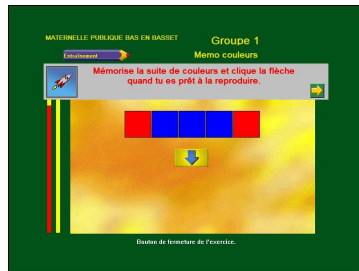 MATERNELLE PUBLIQUE BAS EN BASSET
Groupe 1
Entraînement
Memo couleurs
Mémorise la suite de couleurs et clique la flèche
quand tu es prêt à la reproduire.
Bouton de fermeture de l'exercice.